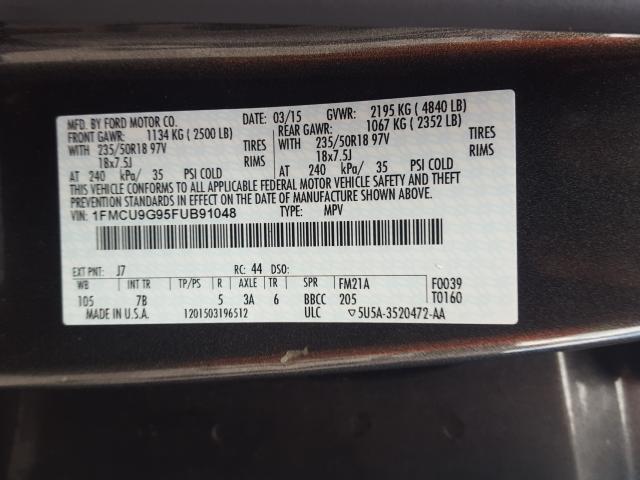 MFD. BY FORD MOTOR CO. DATE: 03/15 GVWR: 2195 KG ( 4840 LB)
FRONT GAWR: 1134 KG ( 2500 LB) REAR GAWR: 1067 KG ( 2352 LB)
WITH 235/50R18 97V TIRES 235/50R18 97V TIRES
18x7.5J RIMS 18x7.5J RIMS
AT 240 kPa/ 35 PSI COLD AT 240 kPa/ 35 PSI COLD
THIS VEHICLE CONFORMS TO ALL APPLICABLE FEDERAL MOTOR VEHICLE SAFETY AND THEFT
PREVENTION STANDARDS IN EFFECT ON THE DATE OF MANUFACTURE SHOWN ABOVE.
VIN: 1FMCU9G95FUB91048 TYPE: MPV
EXT PNT: J7 RC: 44 DSO:
WB INT TR TP/PS R AXLE TR SPR FM21A F0039
105 7B 5 3A 6 BBCC 205 T0160
MADE IN U.S.A. 1201503196512 ULC ▽5U5A-3520472-AA